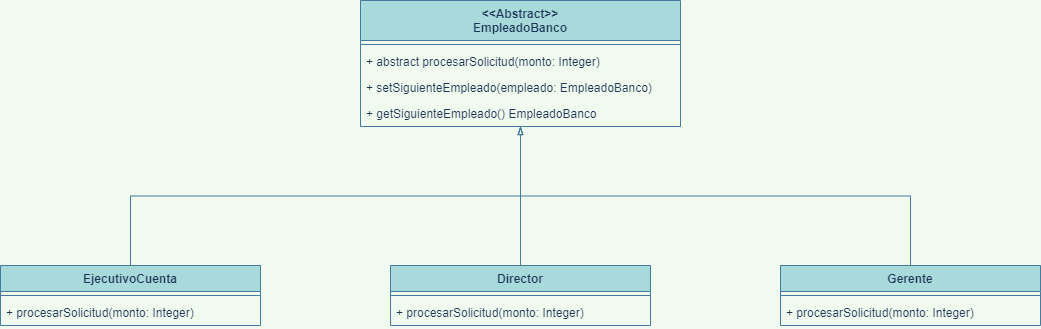 <<Abstract>>
EmpleadoBanco
+ abstract procesarSolicitud(monto: Integer)
+ setSiguienteEmpleado(empleado: EmpleadoBanco)
+ getSiguienteEmpleado() EmpleadoBanco
EjecutivoCuenta
+ procesarSolicitud(monto: Integer)
Director
+ procesarSolicitud(monto: Integer)
Gerente
+ procesarSolicitud(monto: Integer)